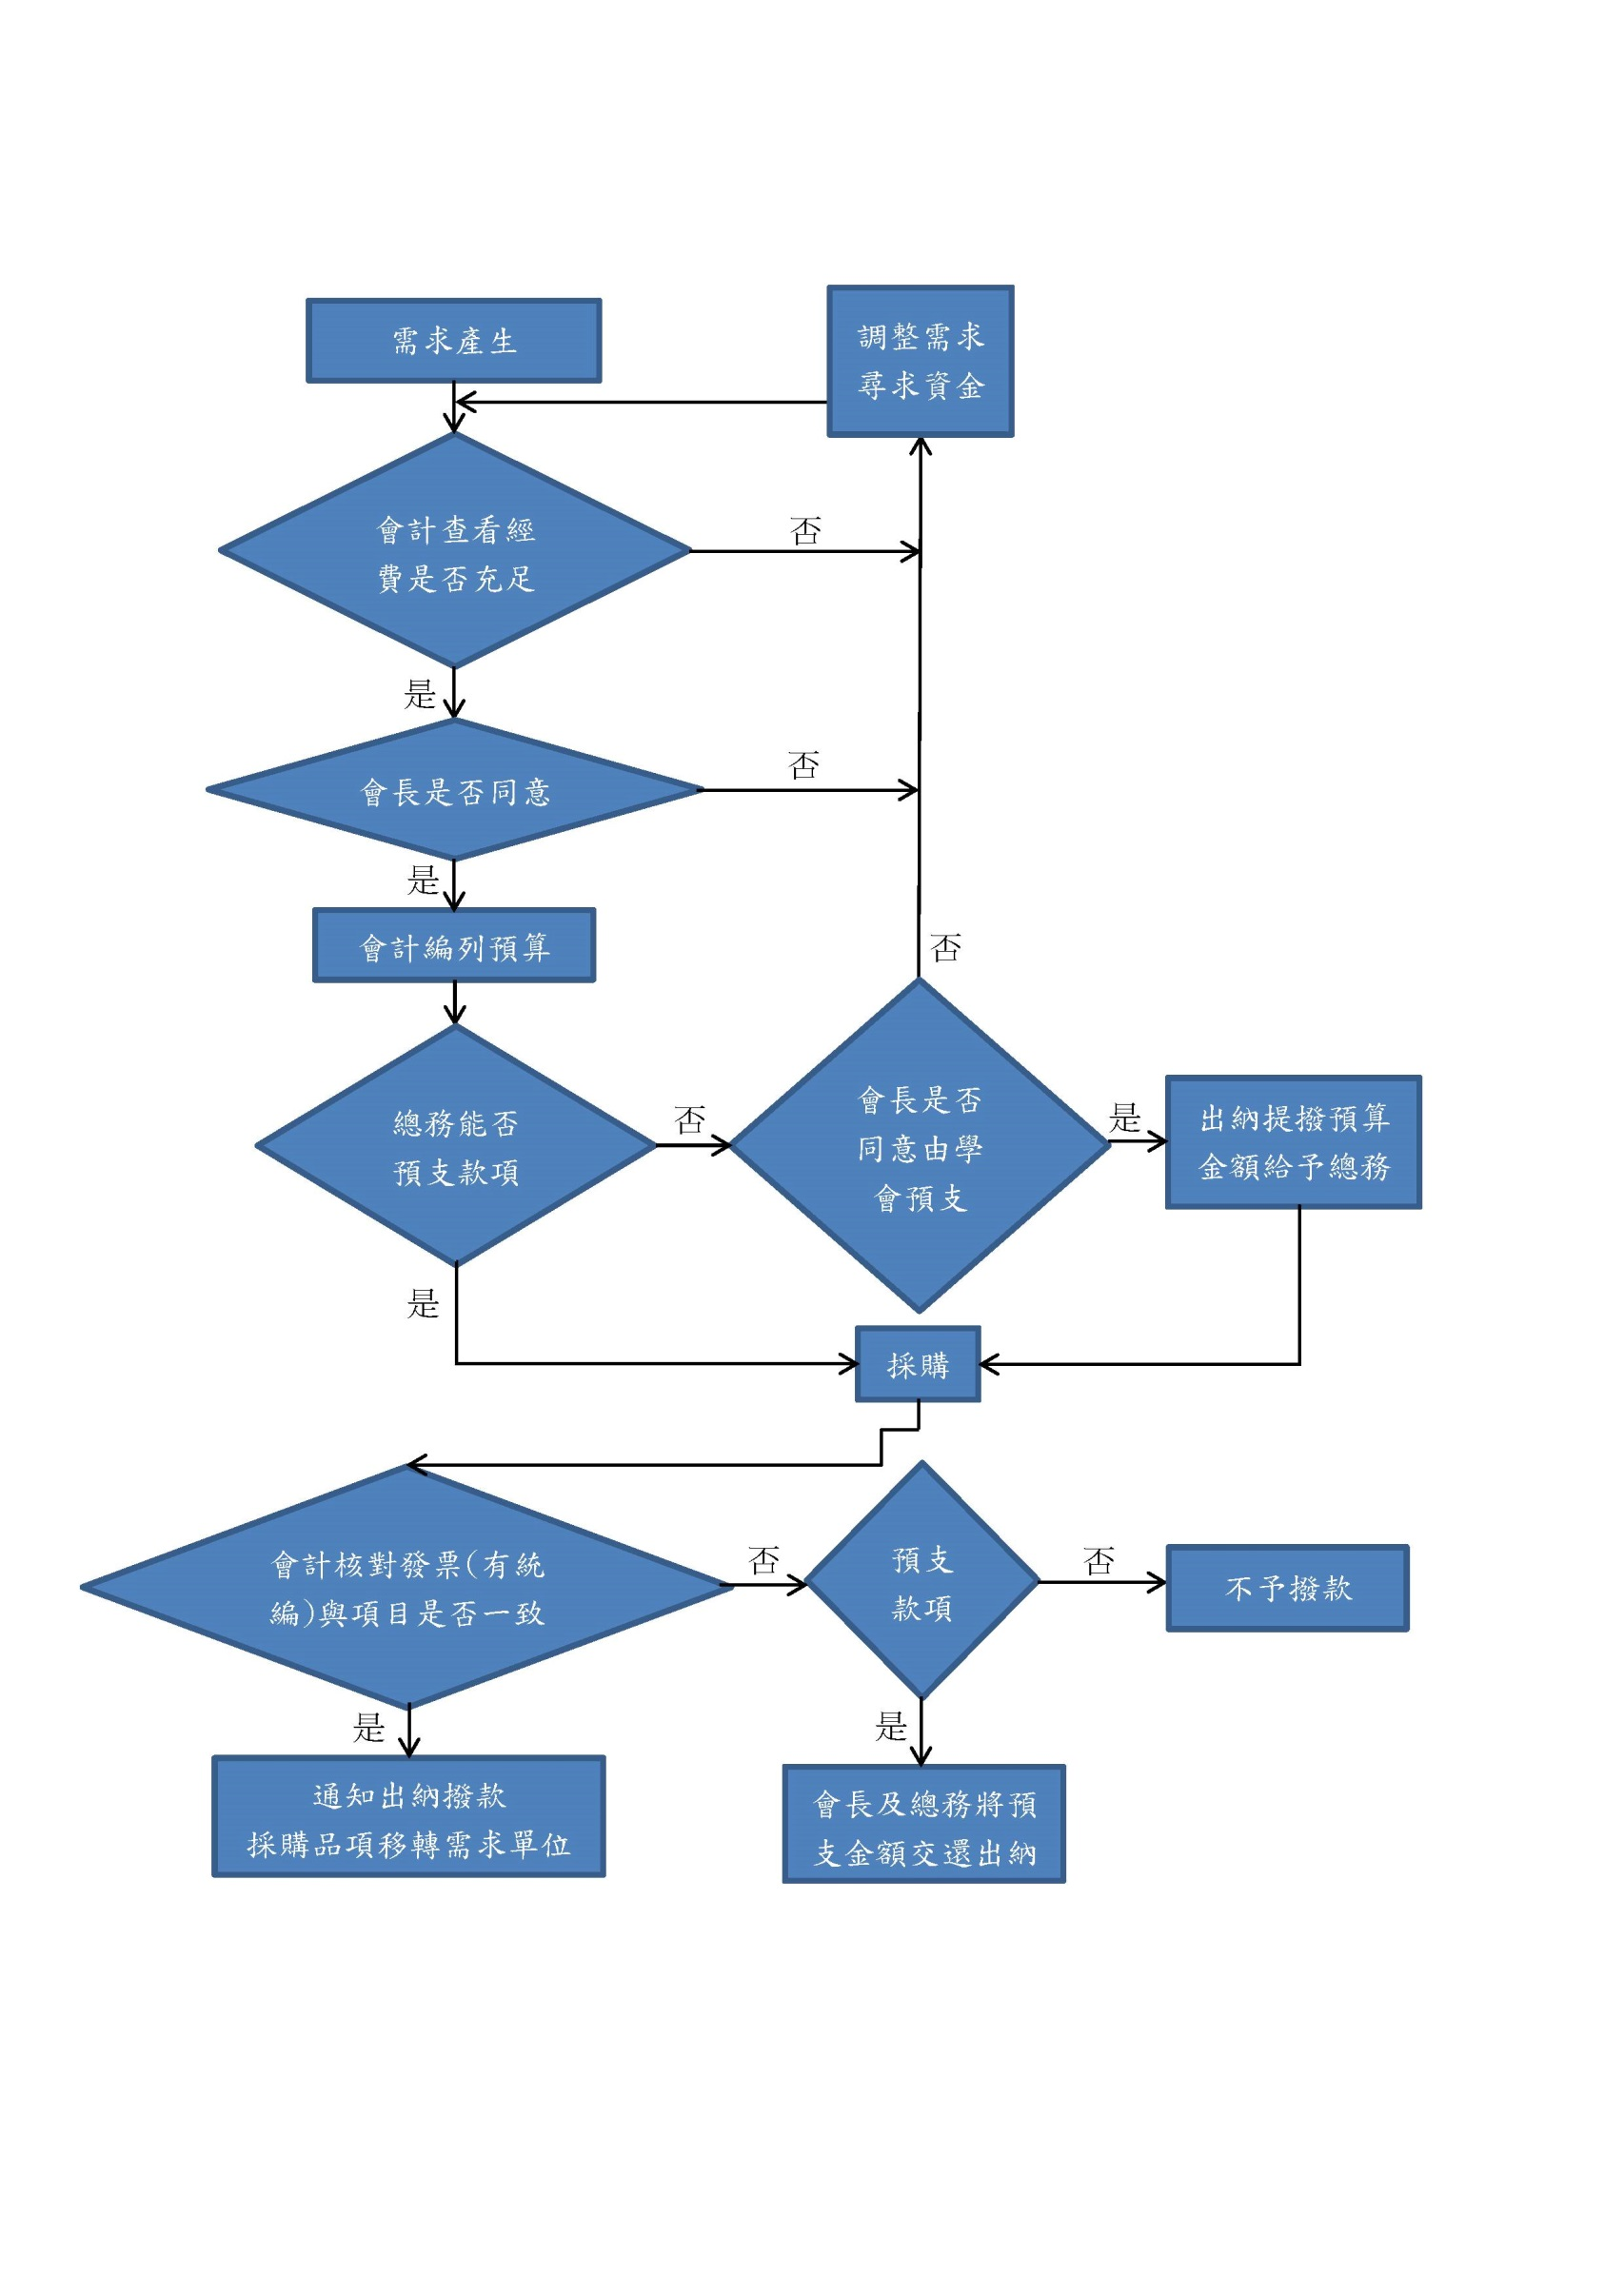 需求產生
調整需求
尋求資金
會計查看經
費是否充足
否
是
會長是否同意
否
是
會計編列預算
否
總務能否
預支款項
否
會長是否
同意由學
會預支
是
出納提撥預算
金額給予總務
是
採購
會計核對發票(有統
編)與項目是否一致
否
預支
款項
否
不予撥款
是
是
通知出納撥款
採購品項移轉需求單位
會長及總務將預
支金額交還出納